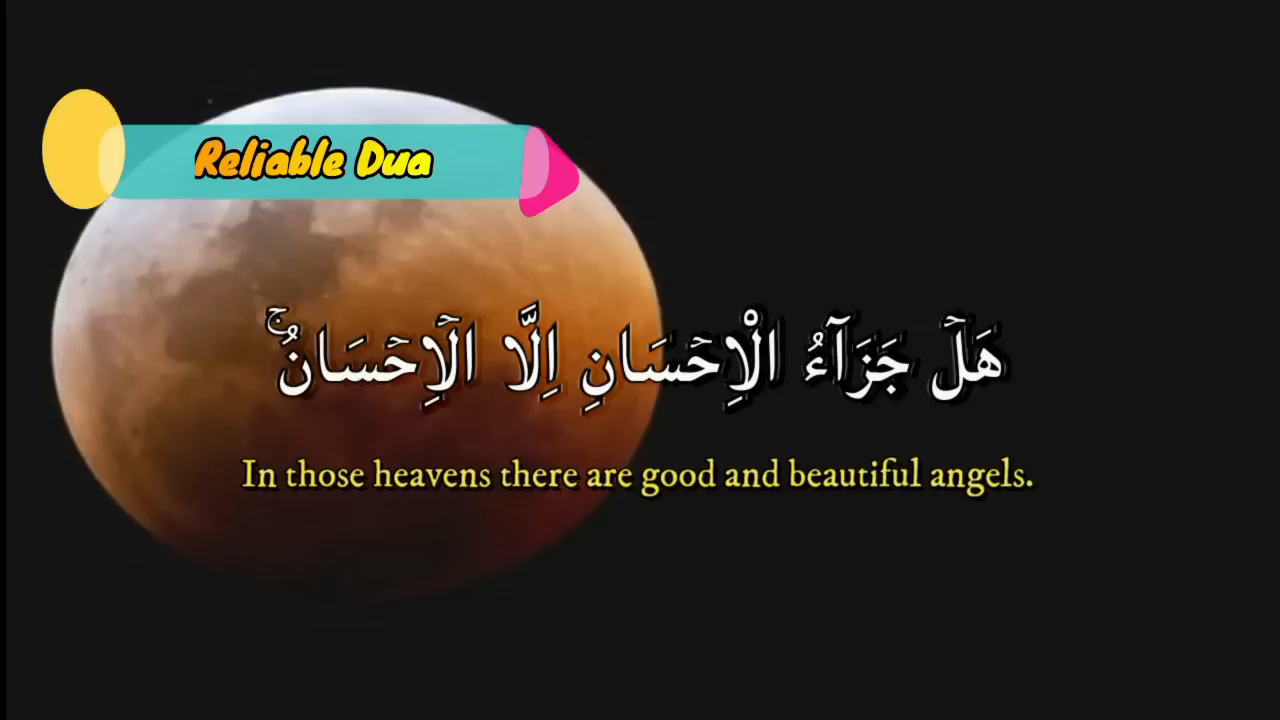 Reliable Dua
هَلۡ جَزَآءُ الْاِحۡسَانِ اِلَّا الۡاِحۡسَانُ‌ۚ
In those heavens there are good and beautiful angels.